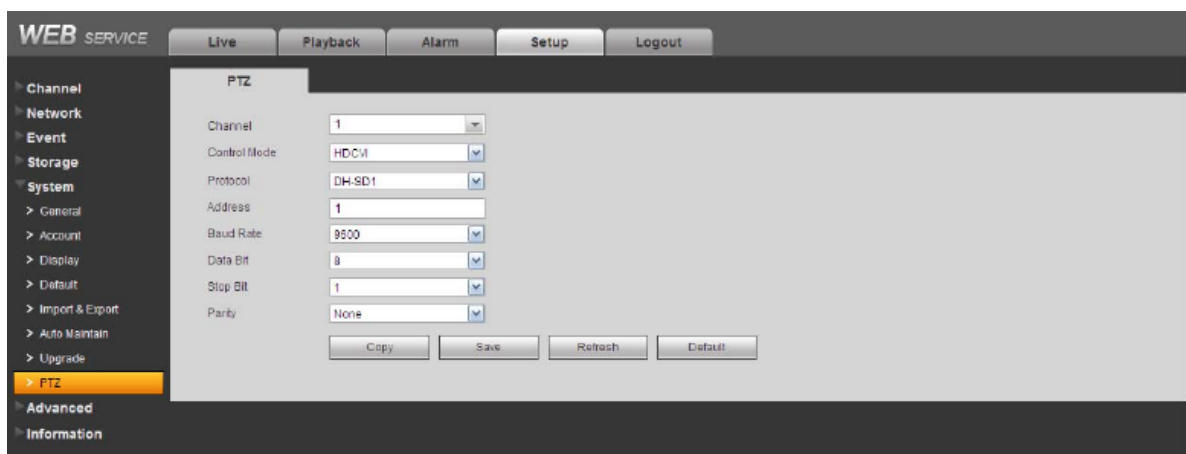 WEB SERVICE
Live Playback Alarm Setup Logout
Channel
Network
Event
Storage
System
> General
> Account
> Display
> Default
> Import & Export
> Auto Maintain
> Upgrade
> PTZ
Advanced
Information
PTZ
Channel 1
Control Mode HDCVI
Protocol DH-SD1
Address 1
Baud Rate 9600
Data Bit 8
Stop Bit 1
Parity None
Copy Save Refresh Default